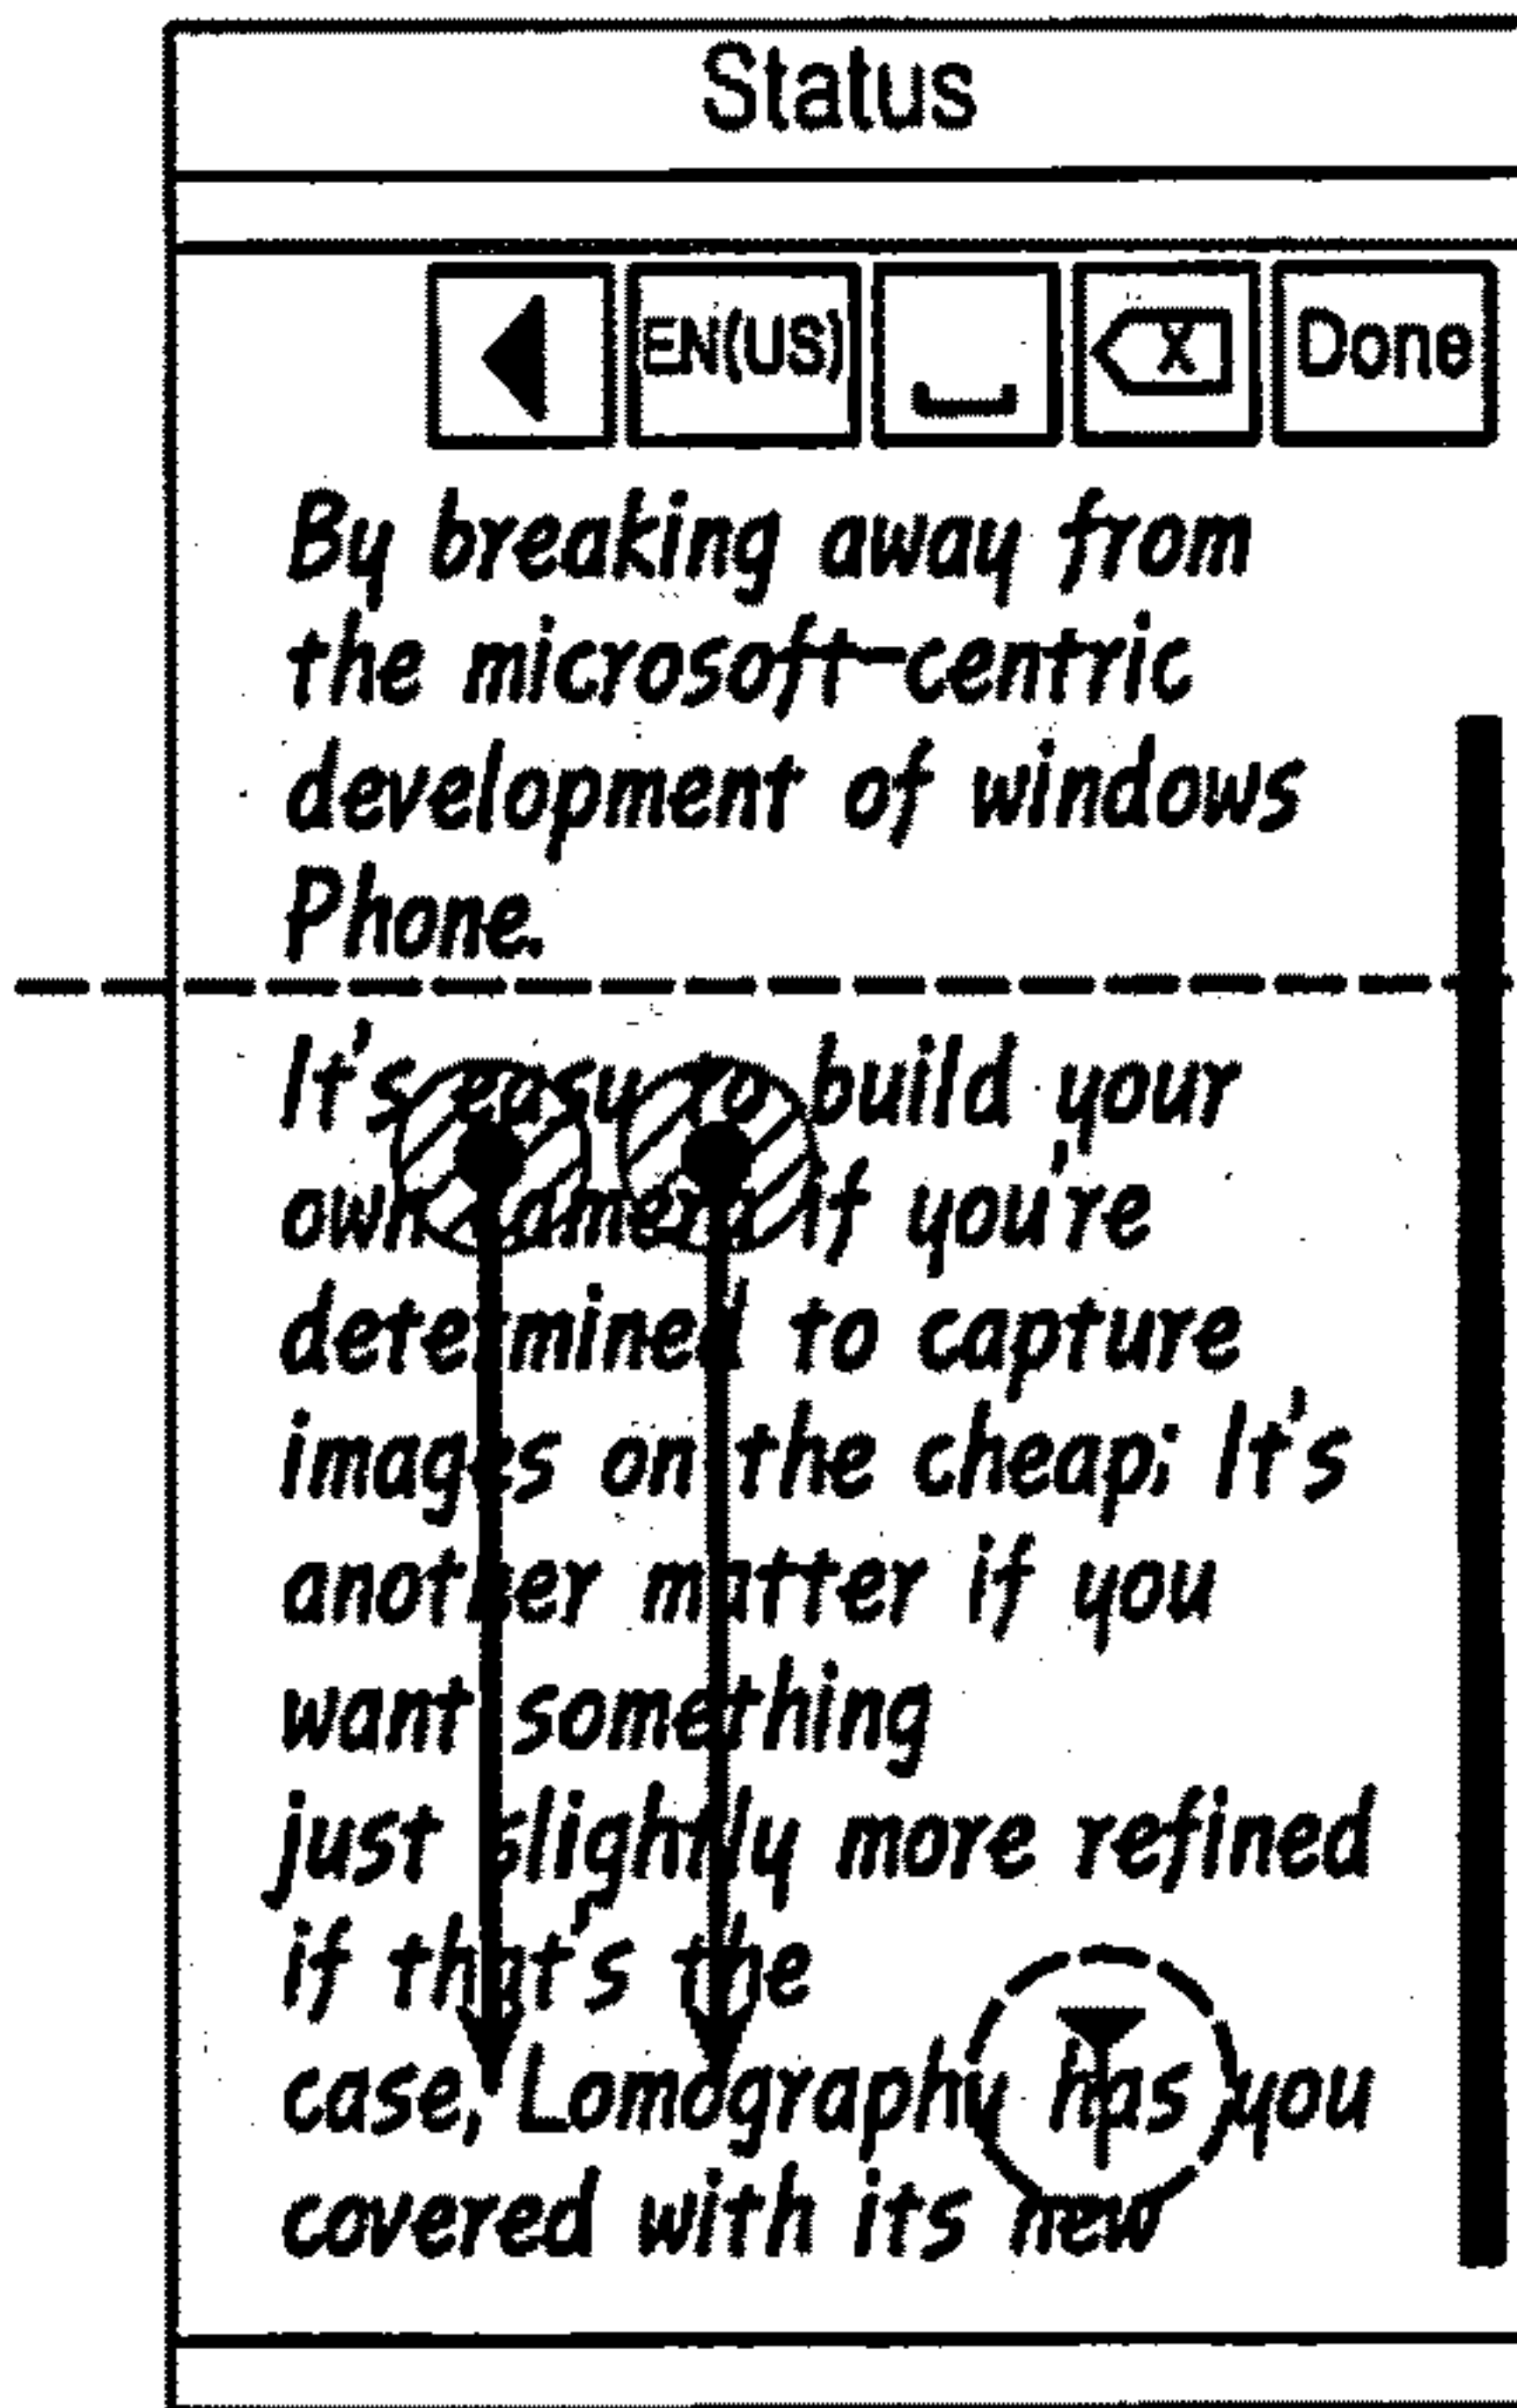 Status
EN(US) X Done
By breaking away from
the microsoft-centric
development of windows
Phone.
It's easy to build your
own camera if you're
determined to capture
images on the cheap; It's
another matter if you
want something
just slightly more refined
if that's the
case, Lomography has you
covered with its new